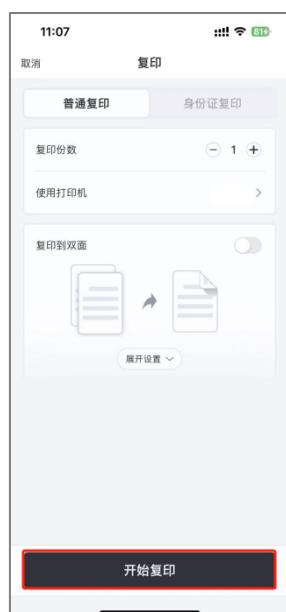 11:07
81
取消 复印
普通复印 身份证复印
复印份数 1
使用打印机
复印到双面
展开设置
开始复印